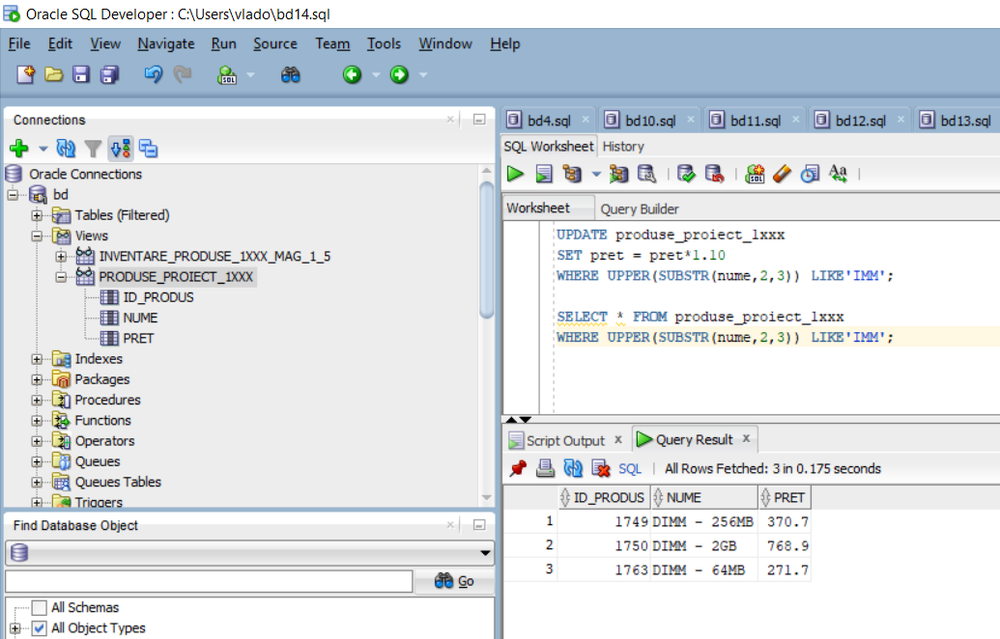 Oracle SQL Developer : C:\Users\vlado\bd14.sql
File Edit View Navigate Run Source Team Tools Window Help
SQL
Connections
Oracle Connections
bd
Tables (Filtered)
Views
INVENTARE_PRODUSE_1XXX_MAG_1_5
PRODUSE_PROIECT_1XXX
ID_PRODUS
NUME
PRET
Indexes
Packages
Procedures
Functions
Operators
Queues
Queues Tables
Triggers
Find Database Object
Go
All Schemas
All Object Types
bd4.sql bd10.sql bd11.sql bd12.sql bd13.sql
SQL Worksheet History
SQL Aa
Worksheet Query Builder
UPDATE produse_proiect_1xxx
SET pret = pret*1.10
WHERE UPPER(SUBSTR(nume,2,3)) LIKE'IMM';
SELECT * FROM produse_proiect_1xxx
WHERE UPPER(SUBSTR(nume,2,3)) LIKE'IMM';
Script Output x Query Result x
SQL | All Rows Fetched: 3 in 0.175 seconds
ID_PRODUS NUME PRET
1 1749 DIMM - 256MB 370.7
2 1750 DIMM - 2GB 768.9
3 1763 DIMM - 64MB 271.7